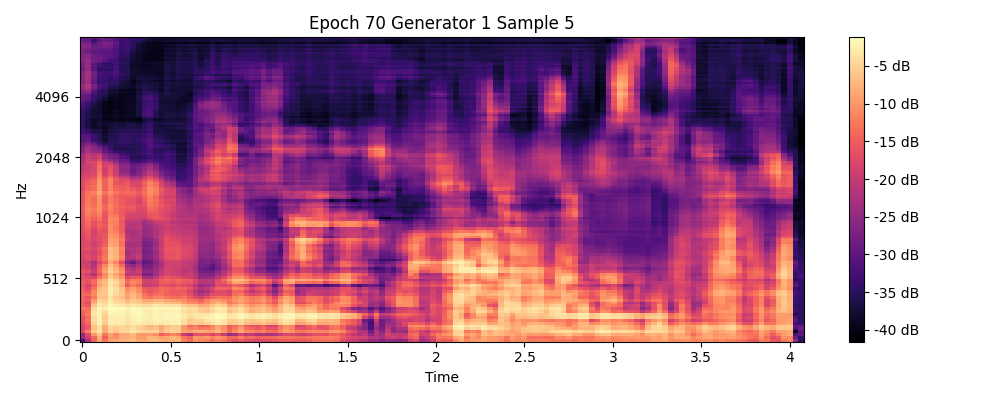 Epoch 70 Generator 1 Sample 5
Hz
4096
2048
1024
512
0
0 0.5 1 1.5 2 2.5 3 3.5 4
Time
-5 dB
-10 dB
-15 dB
-20 dB
-25 dB
-30 dB
-35 dB
-40 dB